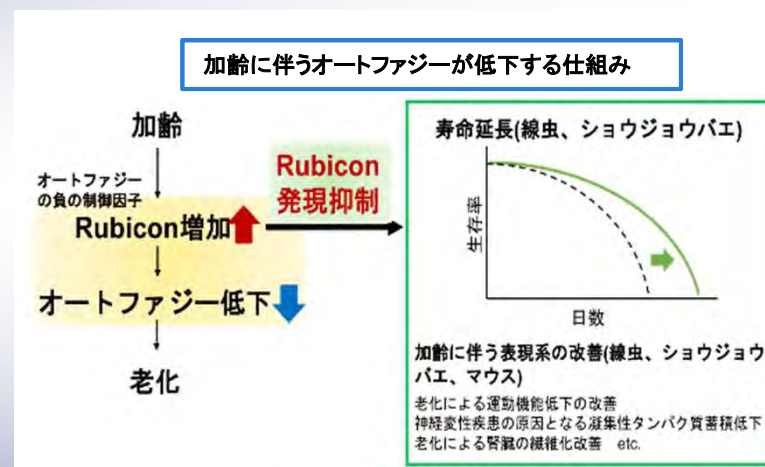 加齢に伴うオートファジーが低下する仕組み
加齢
オートファジー
の負の制御因子
Rubicon増加
オートファジー低下
老化
Rubicon
発現抑制
寿命延長(線虫、ショウジョウバエ)
生存率
日数
加齢に伴う表現系の改善(線虫、ショウジョウ
バエ、マウス)
老化による運動機能低下の改善
神経変性疾患の原因となる凝集性タンパク質蓄積低下
老化による腎臓の繊維化改善 etc.